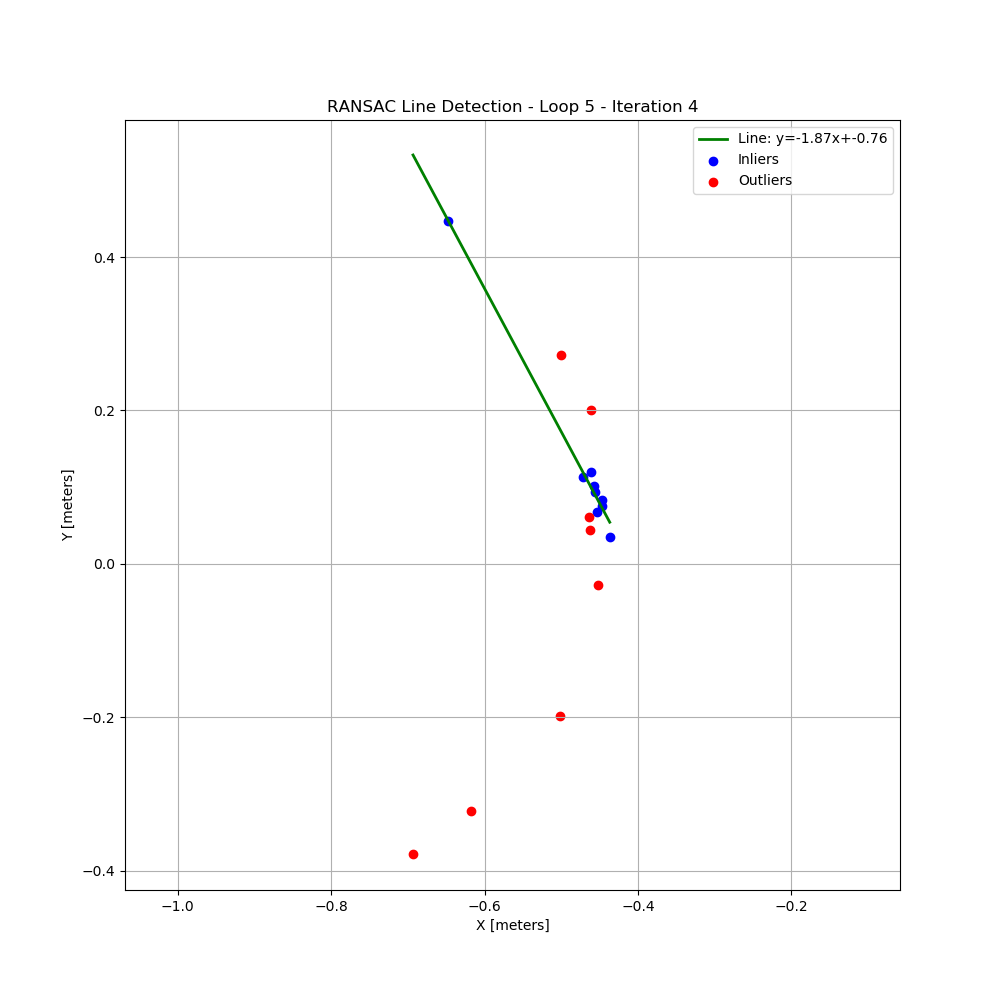 RANSAC Line Detection - Loop 5 - Iteration 4
Line: y=-1.87x+-0.76
Inliers
Outliers
0.4
0.2
0.0
−0.2
−0.4
Y [meters]
−1.0
−0.8
−0.6
−0.4
−0.2
X [meters]